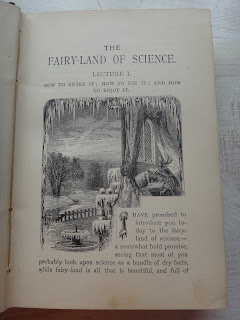 THE
FAIRY-LAND OF SCIENCE.
LECTURE I.
HOW TO ENTER IT; HOW TO USE IT; AND HOW
TO ENJOY IT.
I HAVE promised to
introduce you to-
day to the fairy-
land of science,—
a somewhat bold promise,
seeing that most of you
probably look upon science as a bundle of dry facts,
while fairy-land is all that is beautiful, and full of